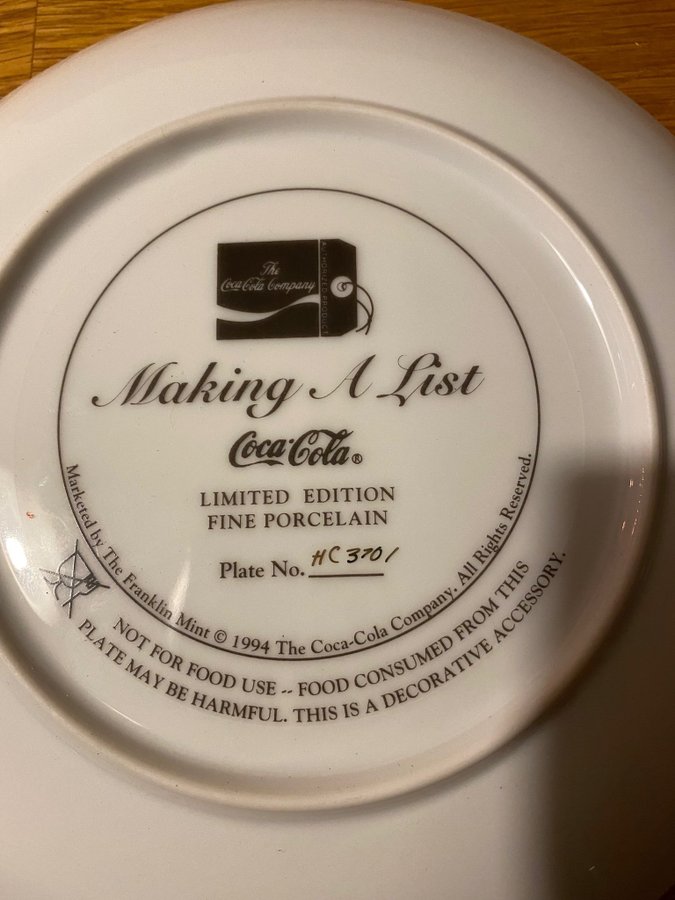 The
Coca-Cola Company
AUTHORIZED PRODUCT
Making A List
Coca-Cola®
LIMITED EDITION
FINE PORCELAIN
Plate No. HC 3701
Marketed by The Franklin Mint © 1994 The Coca-Cola Company. All Rights Reserved.
NOT FOR FOOD USE -- FOOD CONSUMED FROM THIS
PLATE MAY BE HARMFUL. THIS IS A DECORATIVE ACCESSORY.